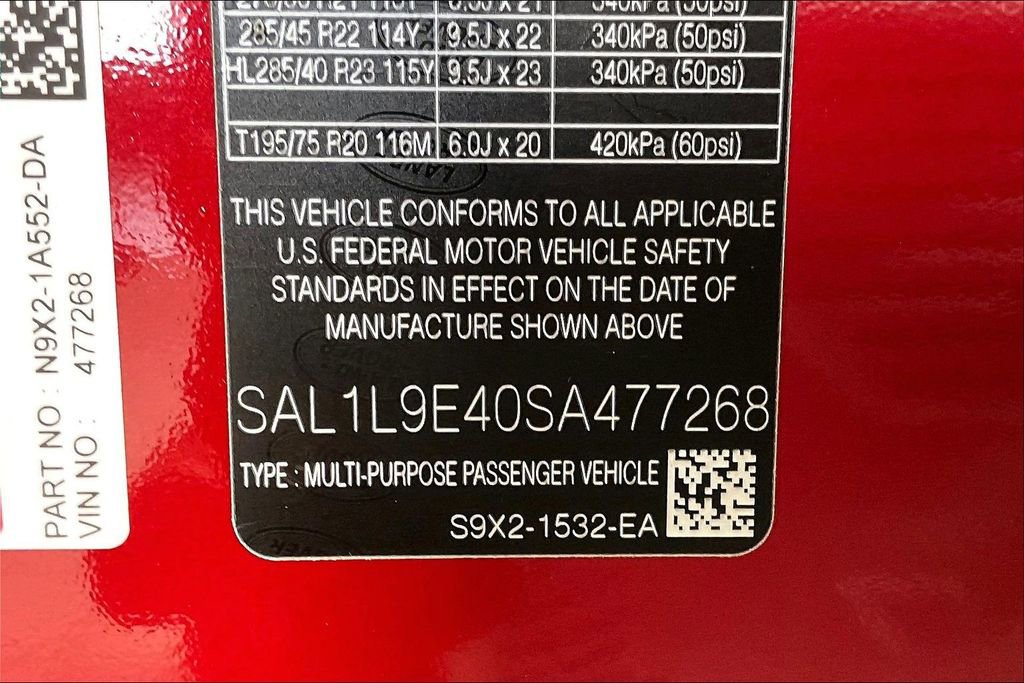 340kPa (50psi)
285/45 R22 114Y 9.5J x 22 340kPa (50psi)
HL285/40 R23 115Y 9.5J x 23 340kPa (50psi)
T195/75 R20 116M 6.0J x 20 420kPa (60psi)
THIS VEHICLE CONFORMS TO ALL APPLICABLE
U.S. FEDERAL MOTOR VEHICLE SAFETY
STANDARDS IN EFFECT ON THE DATE OF
MANUFACTURE SHOWN ABOVE
SAL1L9E40SA477268
TYPE : MULTI-PURPOSE PASSENGER VEHICLE
S9X2-1532-EA
PART NO : N9X2-1A552-DA
VIN NO : 477268